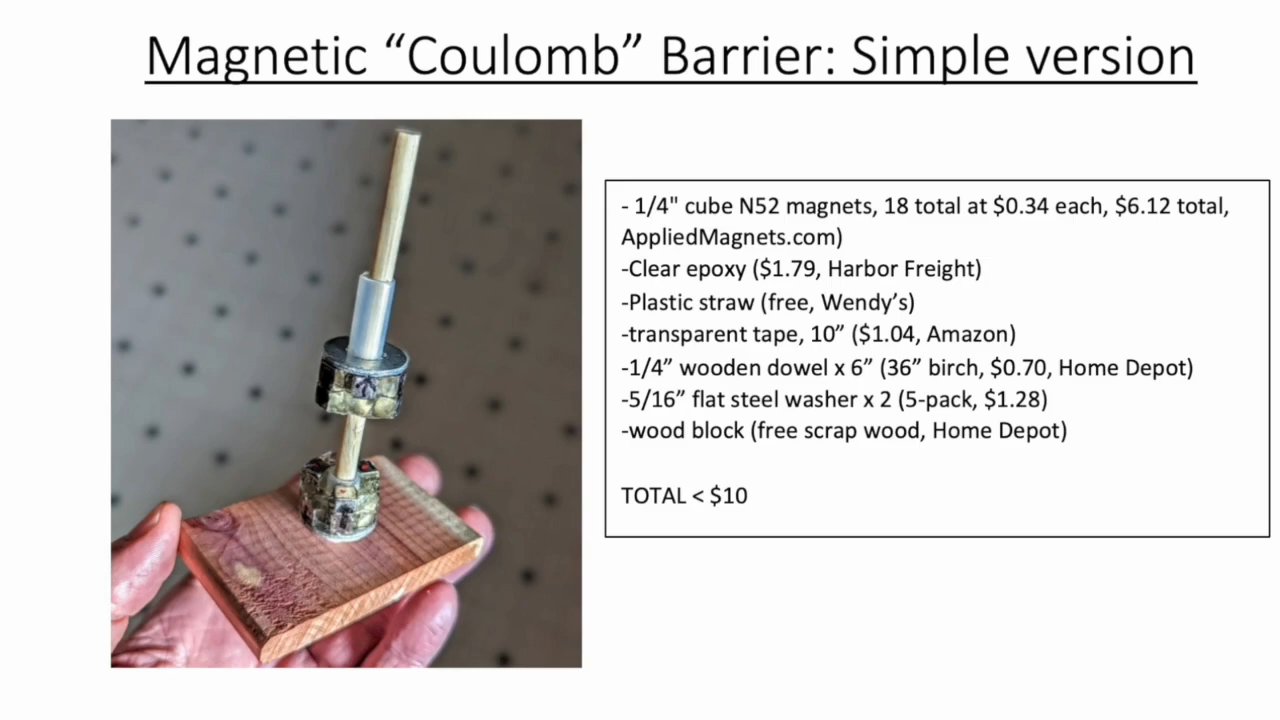 Magnetic “Coulomb” Barrier: Simple version
- 1/4" cube N52 magnets, 18 total at $0.34 each, $6.12 total,
AppliedMagnets.com)
-Clear epoxy ($1.79, Harbor Freight)
-Plastic straw (free, Wendy’s)
-transparent tape, 10” ($1.04, Amazon)
-1/4” wooden dowel x 6” (36” birch, $0.70, Home Depot)
-5/16” flat steel washer x 2 (5-pack, $1.28)
-wood block (free scrap wood, Home Depot)
TOTAL < $10